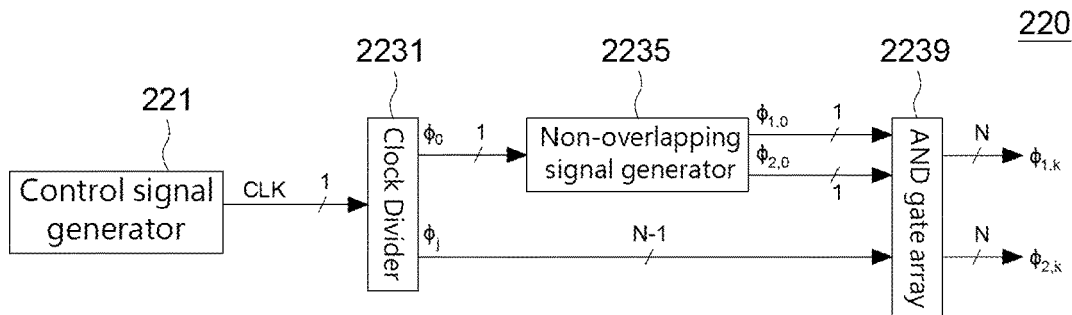 220
2231
2235
2239
221
Control signal
generator
CLK
1
Clock Divider
ϕ0
1
Non-overlapping
signal generator
ϕ1,0
1
ϕ2,0
1
ϕj
N-1
AND gate array
N
ϕ1,k
N
ϕ2,k